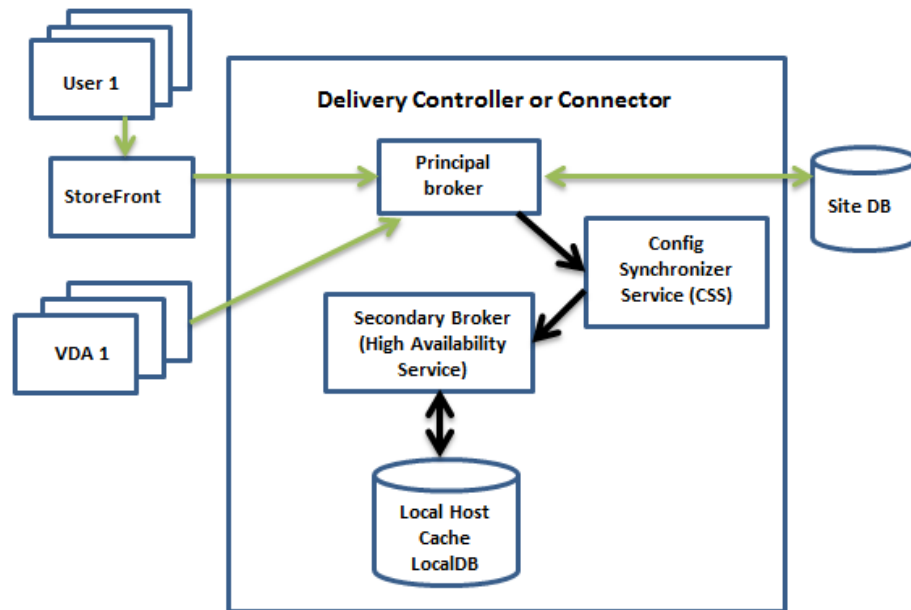 User 1
Delivery Controller or Connector
StoreFront
Principal
broker
Site DB
Config
Synchronizer
Service (CSS)
VDA 1
Secondary Broker
(High Availability
Service)
Local Host
Cache
LocalDB